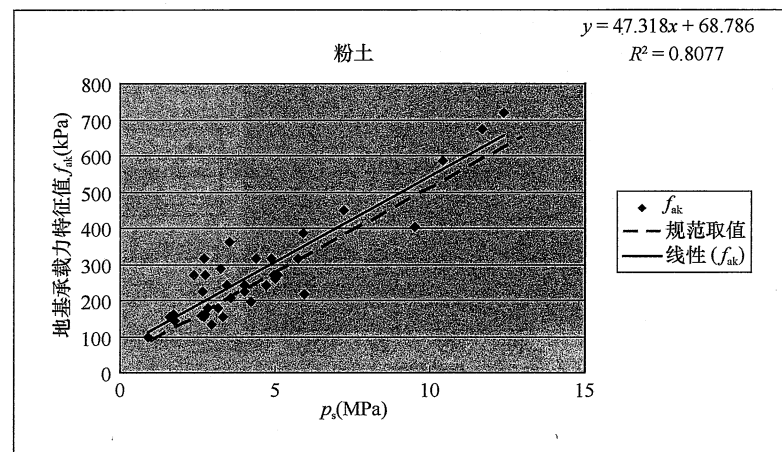 y = 47.318x + 68.786
R² = 0.8077
粉土
地基承载力特征值 fak(kPa)
800
700
600
500
400
300
200
100
0
0 5 10 15
ps(MPa)
fak
规范取值
线性 (fak)